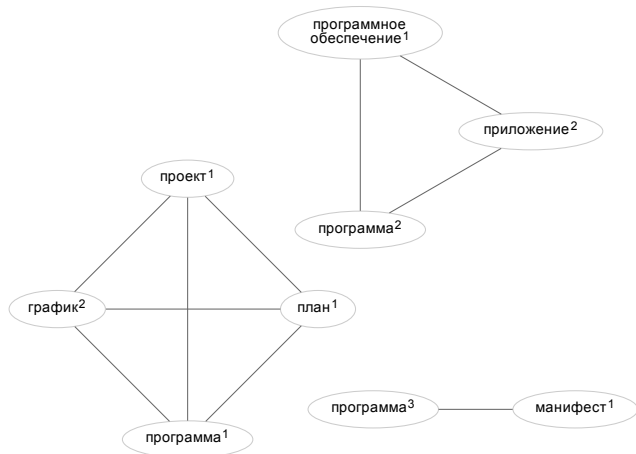 программное
обеспечение¹
приложение²
проект¹
программа²
график²
план¹
программа³
манифест¹
программа¹